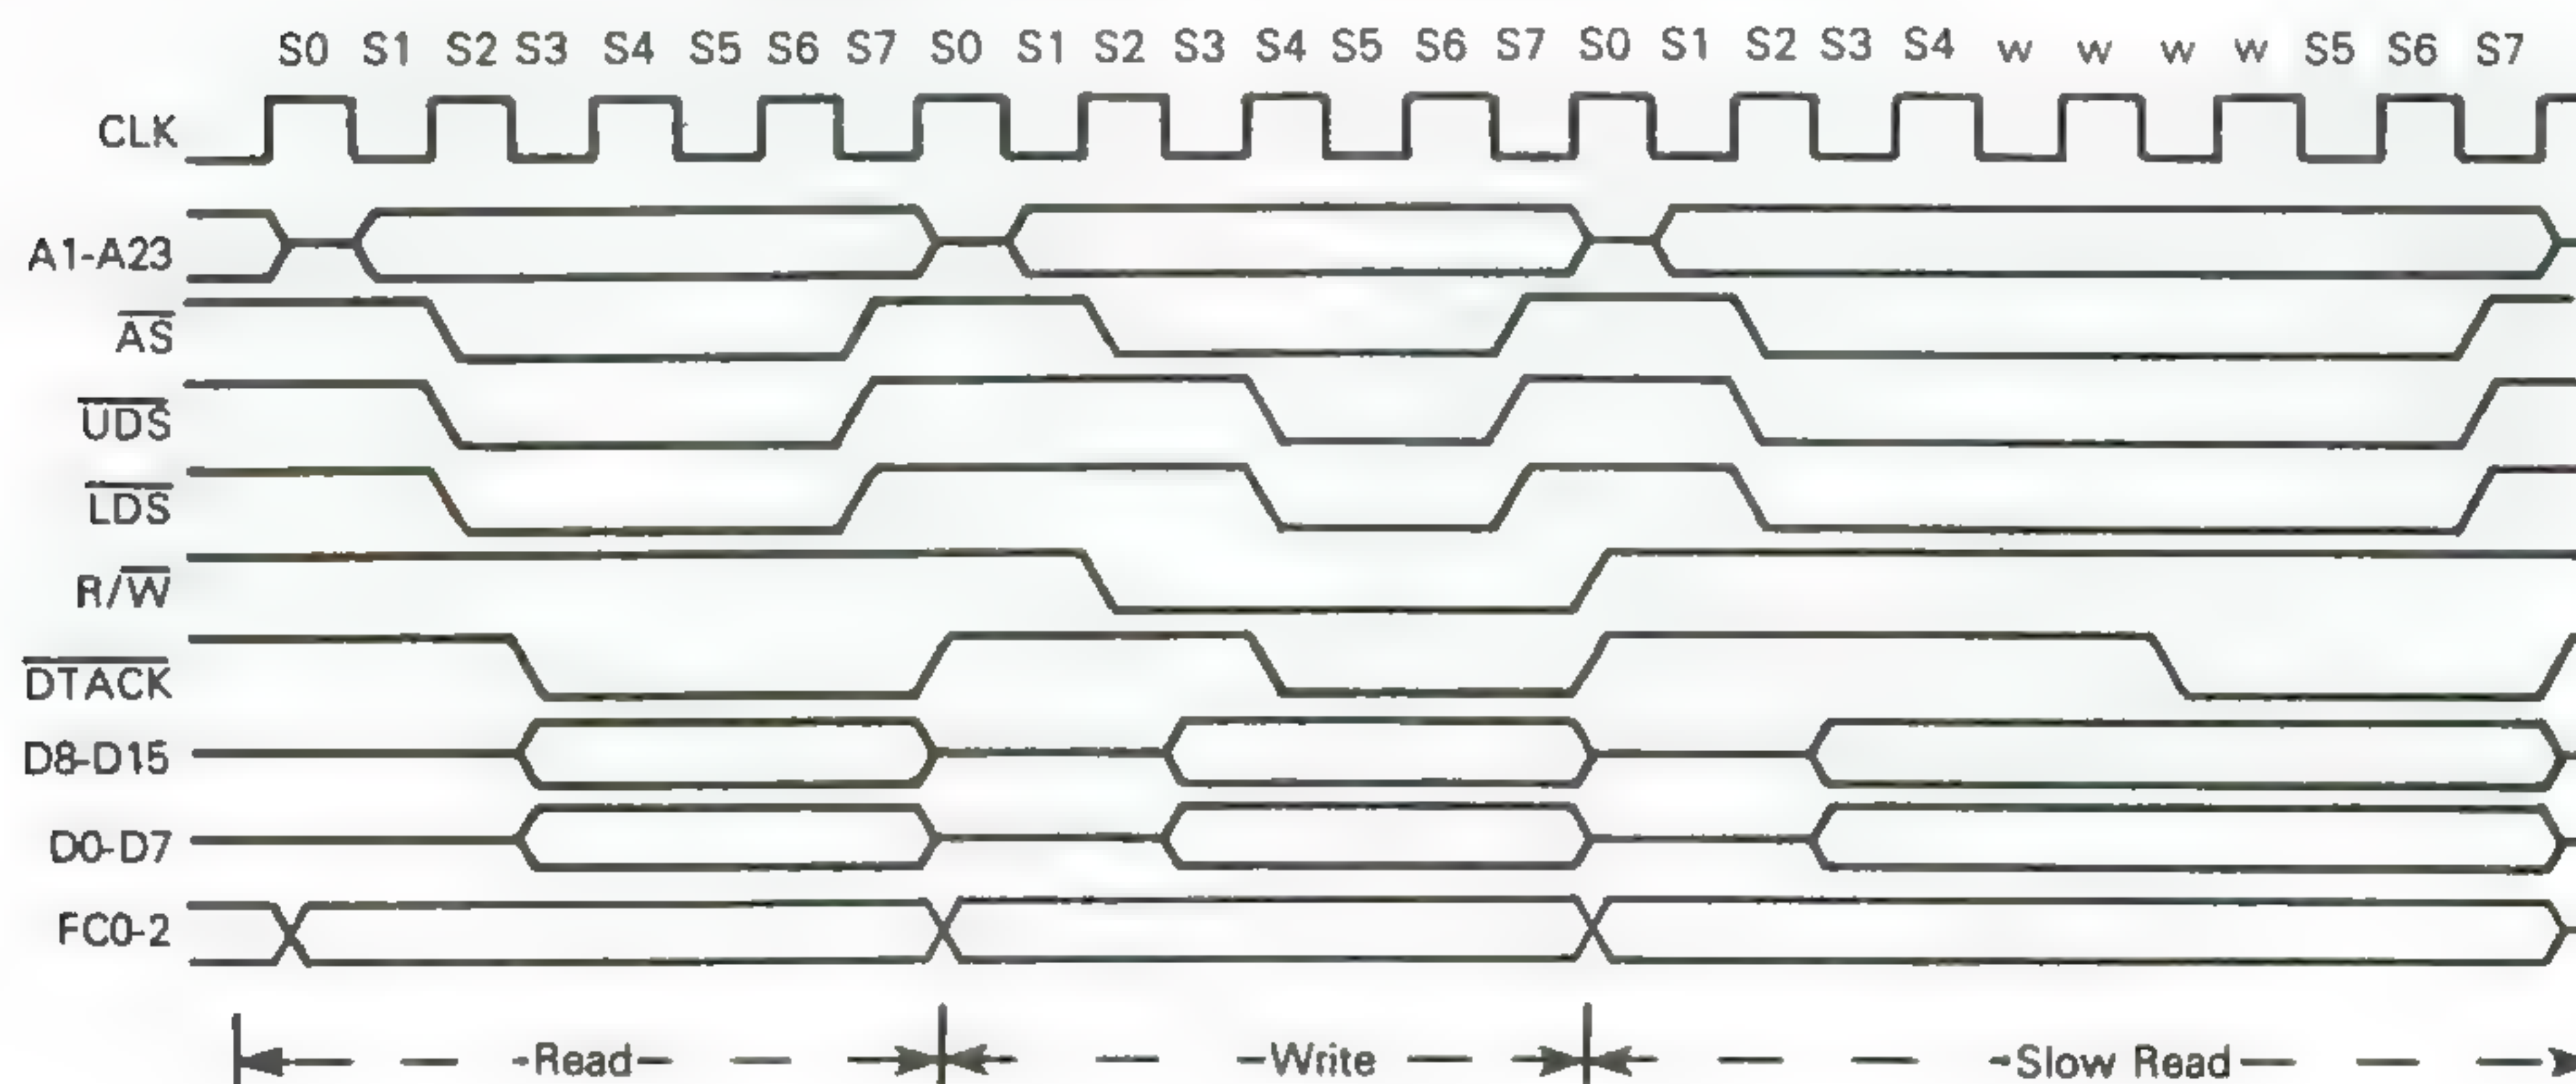 S0 S1 S2 S3 S4 S5 S6 S7 S0 S1 S2 S3 S4 S5 S6 S7 S0 S1 S2 S3 S4 w w w w S5 S6 S7
CLK
A1-A23
AS
UDS
LDS
R/W
DTACK
D8-D15
D0-D7
FC0-2
Read Write Slow Read